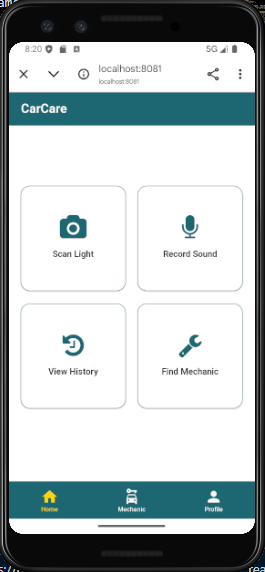 8:20
5G
localhost:8081
localhost:8081
CarCare
Scan Light
Record Sound
View History
Find Mechanic
Home
Mechanic
Profile